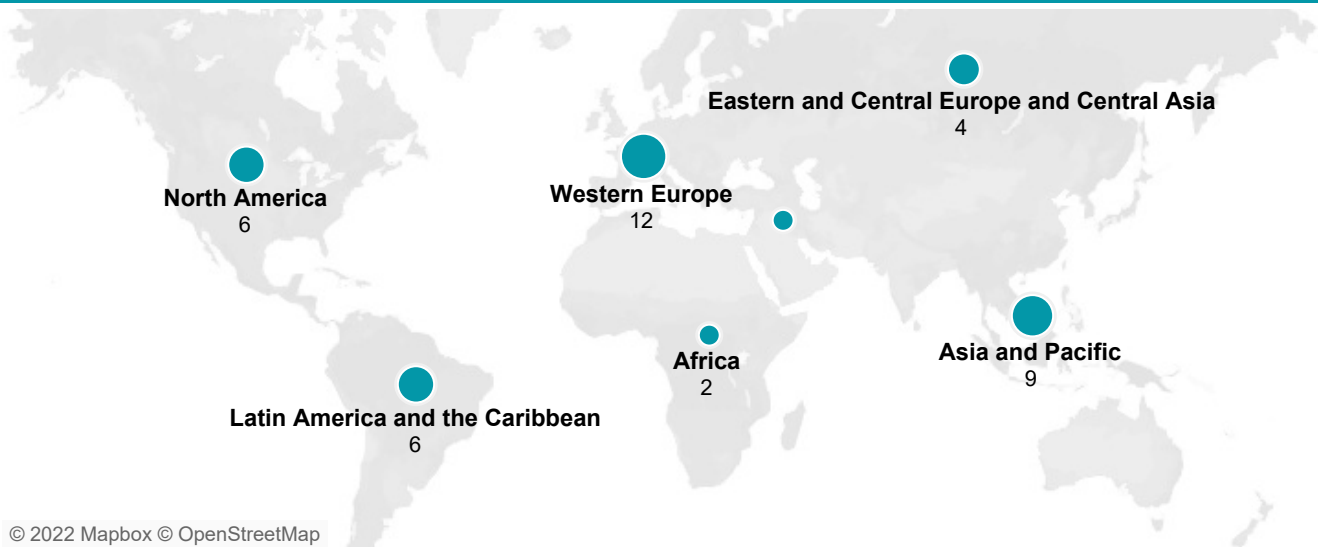 Eastern and Central Europe and Central Asia
4
North America
6
Western Europe
12
Asia and Pacific
9
Africa
2
Latin America and the Caribbean
6
© 2022 Mapbox © OpenStreetMap